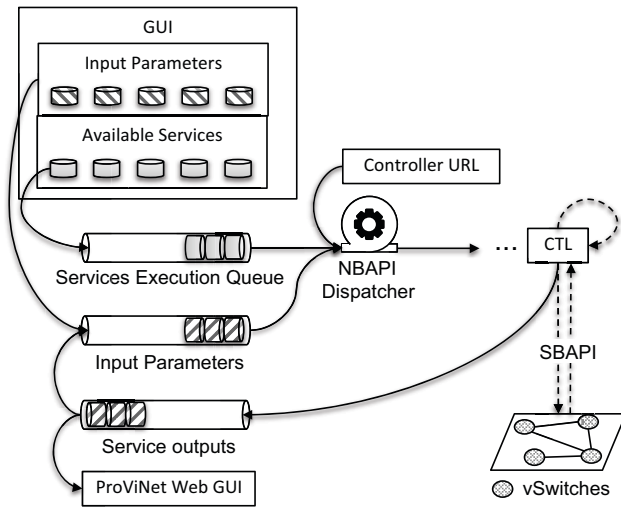 GUI
Input Parameters
Available Services
Controller URL
Services Execution Queue
NBAPI
Dispatcher
...
CTL
Input Parameters
SBAPI
Service outputs
ProViNet Web GUI
vSwitches